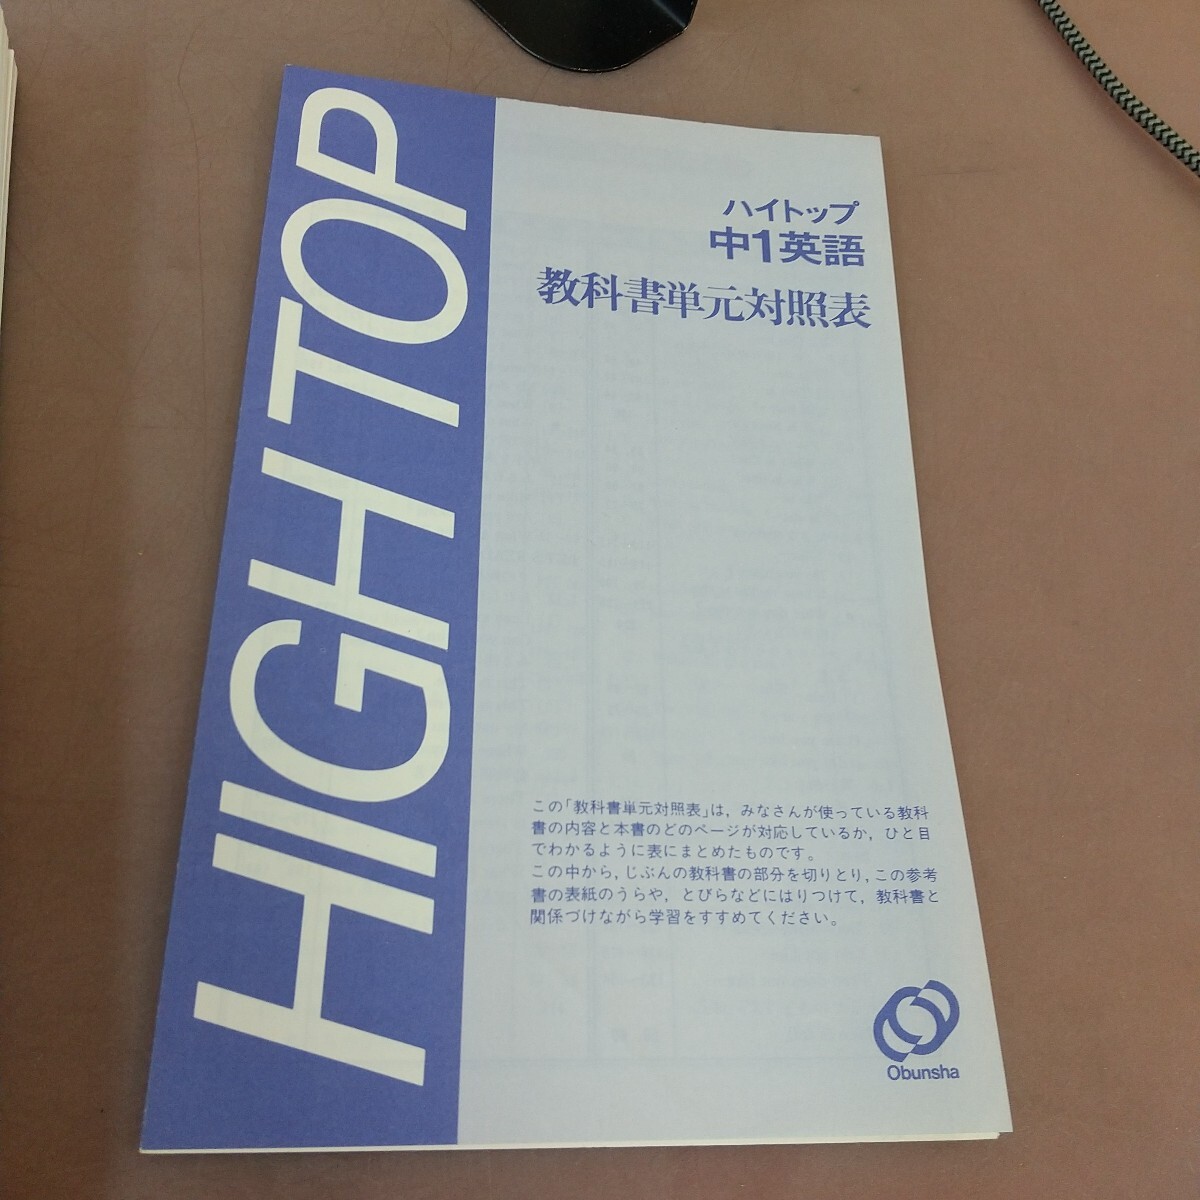 HIGH TOP
ハイトップ
中1英語
教科書単元対照表
この「教科書単元対照表」は，みなさんが使っている教科
書の内容と本書のどのページが対応しているか，ひと目
でわかるように表にまとめたものです。
この中から，じぶんの教科書の部分を切りとり，この参考
書の表紙のうらや，とびらなどにはりつけて，教科書と
関係づけながら学習をすすめてください。
Obunsha